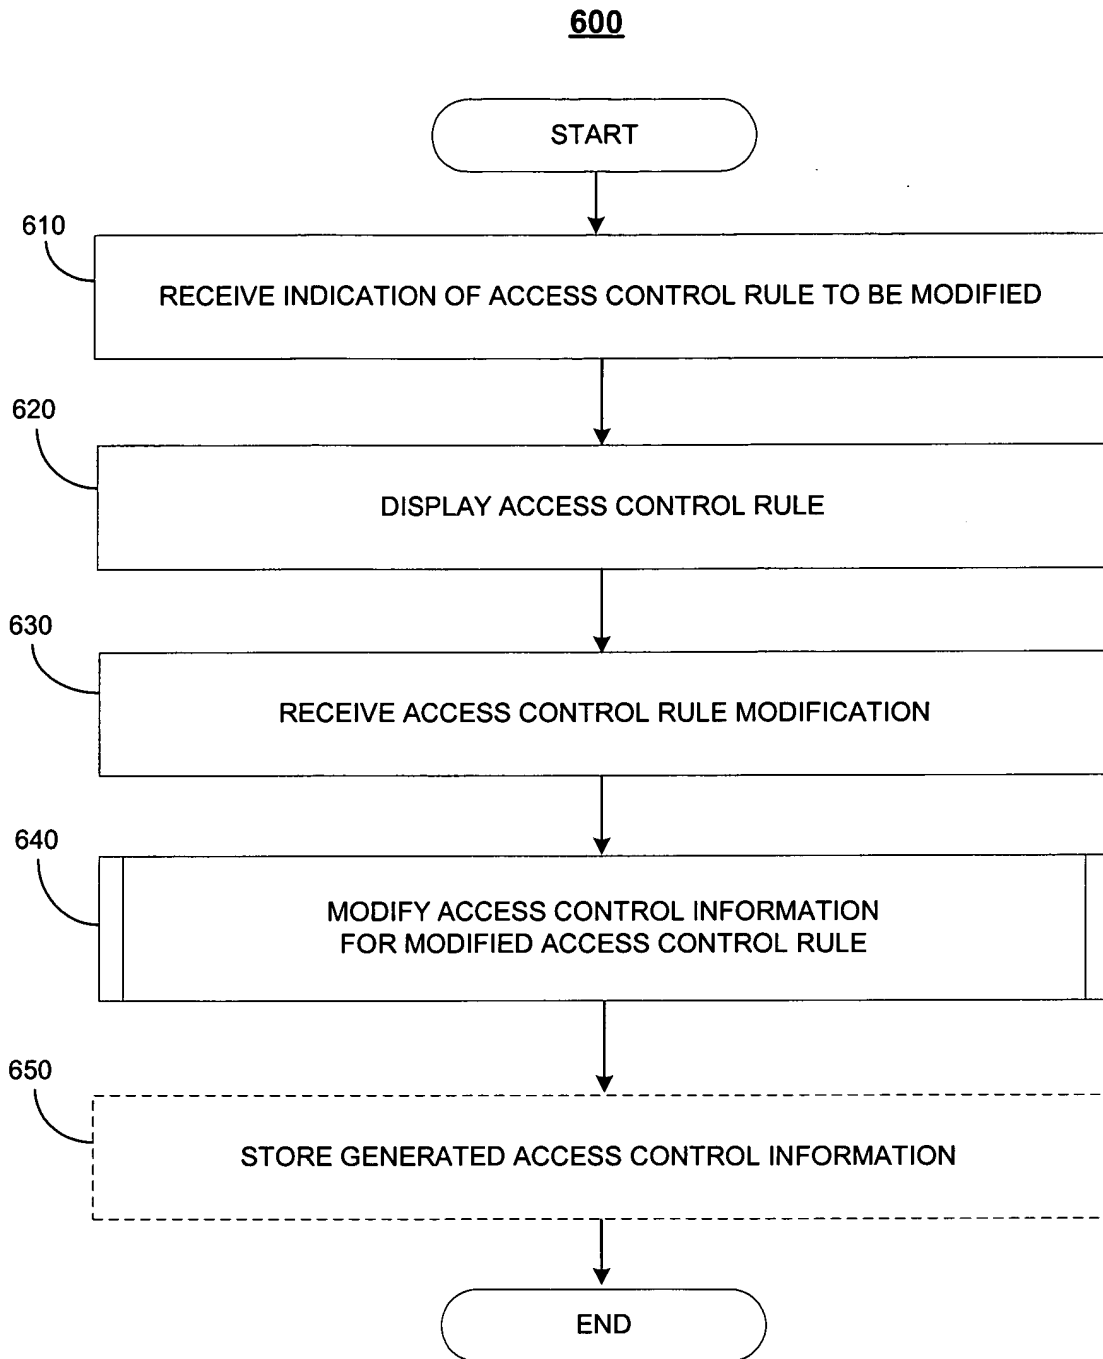 600
START
610
RECEIVE INDICATION OF ACCESS CONTROL RULE TO BE MODIFIED
620
DISPLAY ACCESS CONTROL RULE
630
RECEIVE ACCESS CONTROL RULE MODIFICATION
640
MODIFY ACCESS CONTROL INFORMATION
FOR MODIFIED ACCESS CONTROL RULE
650
STORE GENERATED ACCESS CONTROL INFORMATION
END